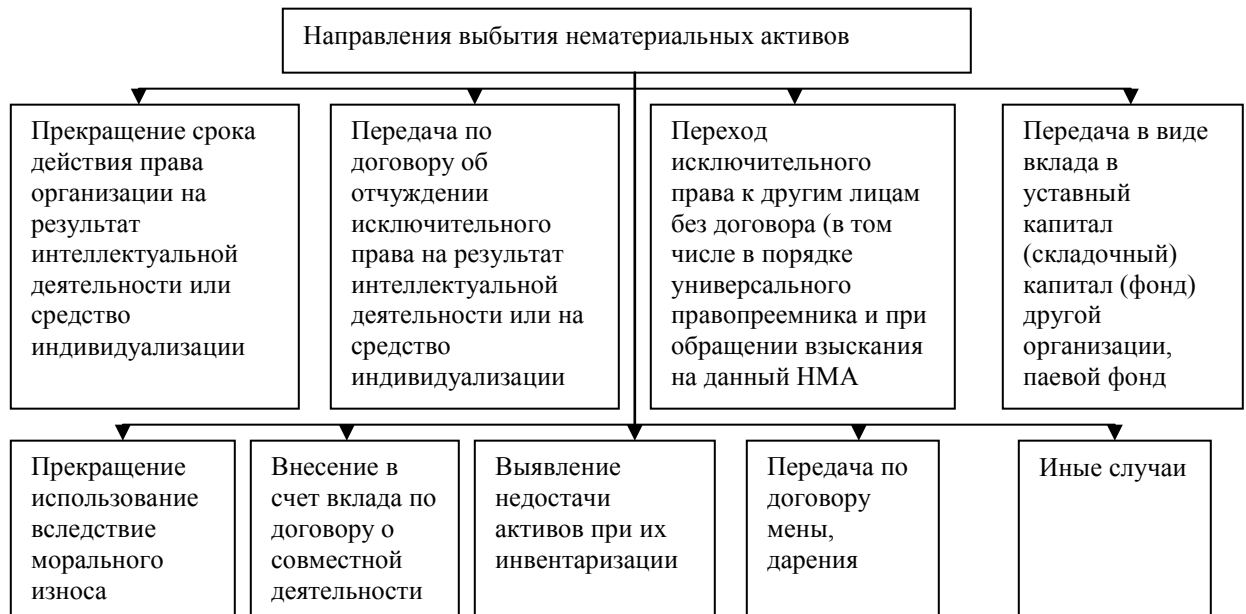 Направления выбытия нематериальных активов
Прекращение срока
действия права
организации на
результат
интеллектуальной
деятельности или
средство
индивидуализации
Передача по
договору об
отчуждении
исключительного
права на результат
интеллектуальной
деятельности или на
средство
индивидуализации
Переход
исключительного
права к другим лицам
без договора (в том
числе в порядке
универсального
правопреемника и при
обращении взыскания
на данный НМА
Передача в виде
вклада в
уставный
капитал
(складочный)
капитал (фонд)
другой
организации,
паевой фонд
Прекращение
использование
вследствие
морального
износа
Внесение в
счет вклада по
договору о
совместной
деятельности
Выявление
недостачи
активов при их
инвентаризации
Передача по
договору
мены,
дарения
Иные случаи